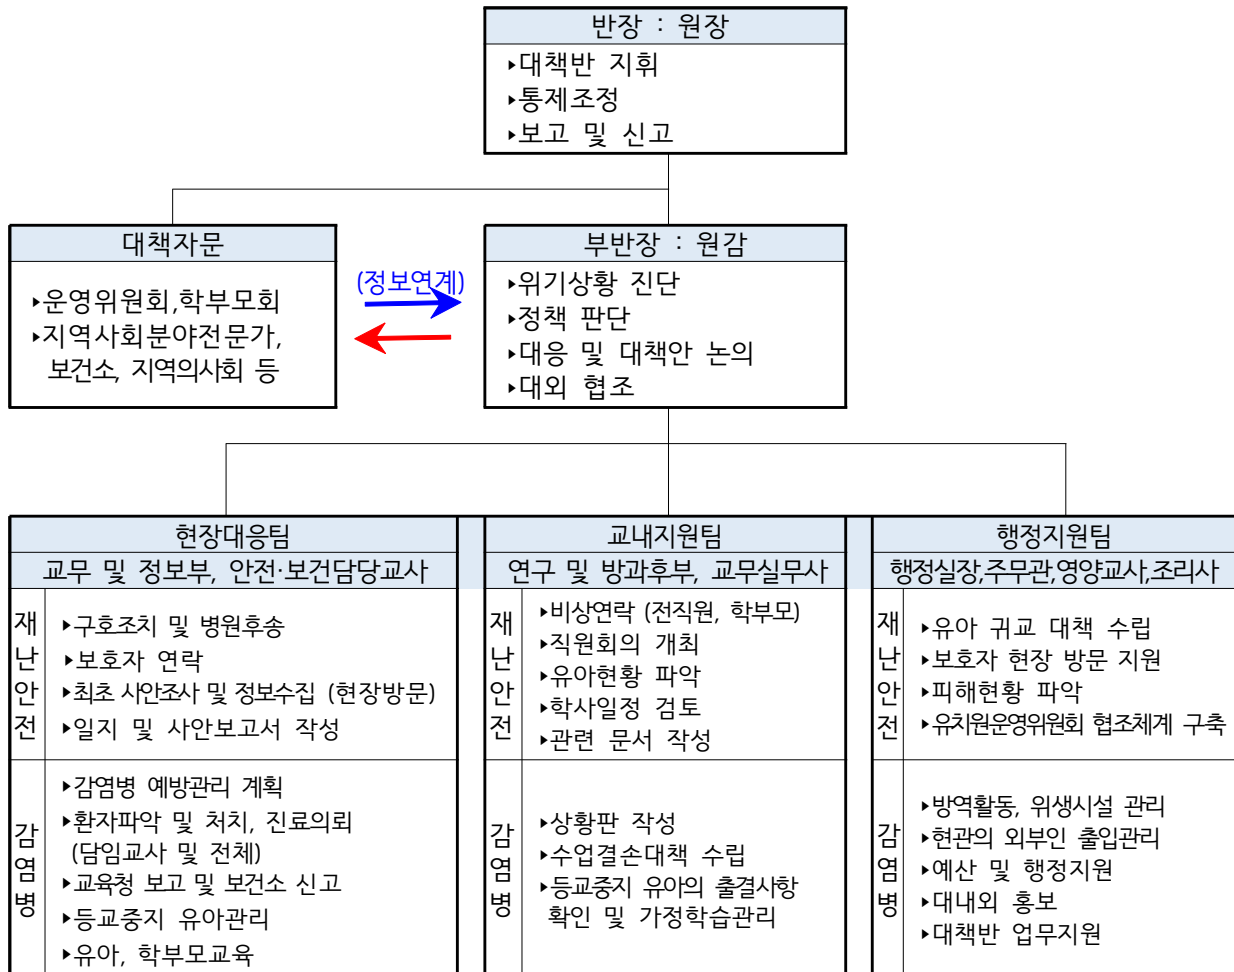 반장 : 원장
▸대책반 지휘
▸통제조정
▸보고 및 신고
대책자문
▸운영위원회,학부모회
▸지역사회분야전문가,
보건소, 지역의사회 등
(정보연계)
부반장 : 원감
▸위기상황 진단
▸정책 판단
▸대응 및 대책안 논의
▸대외 협조
현장대응팀
교무 및 정보부, 안전·보건담당교사
재난안전
▸구호조치 및 병원후송
▸보호자 연락
▸최초 사안조사 및 정보수집 (현장방문)
▸일지 및 사안보고서 작성
감염병
▸감염병 예방관리 계획
▸환자파악 및 처치, 진료의뢰
(담임교사 및 전체)
▸교육청 보고 및 보건소 신고
▸등교중지 유아관리
▸유아, 학부모교육
교내지원팀
연구 및 방과후부, 교무실무사
재난안전
▸비상연락 (전직원, 학부모)
▸직원회의 개최
▸유아현황 파악
▸학사일정 검토
▸관련 문서 작성
감염병
▸상황판 작성
▸수업결손대책 수립
▸등교중지 유아의 출결사항
확인 및 가정학습관리
행정지원팀
행정실장,주무관,영양교사,조리사
재난안전
▸유아 귀교 대책 수립
▸보호자 현장 방문 지원
▸피해현황 파악
▸유치원운영위원회 협조체계 구축
감염병
▸방역활동, 위생시설 관리
▸현관의 외부인 출입관리
▸예산 및 행정지원
▸대내외 홍보
▸대책반 업무지원